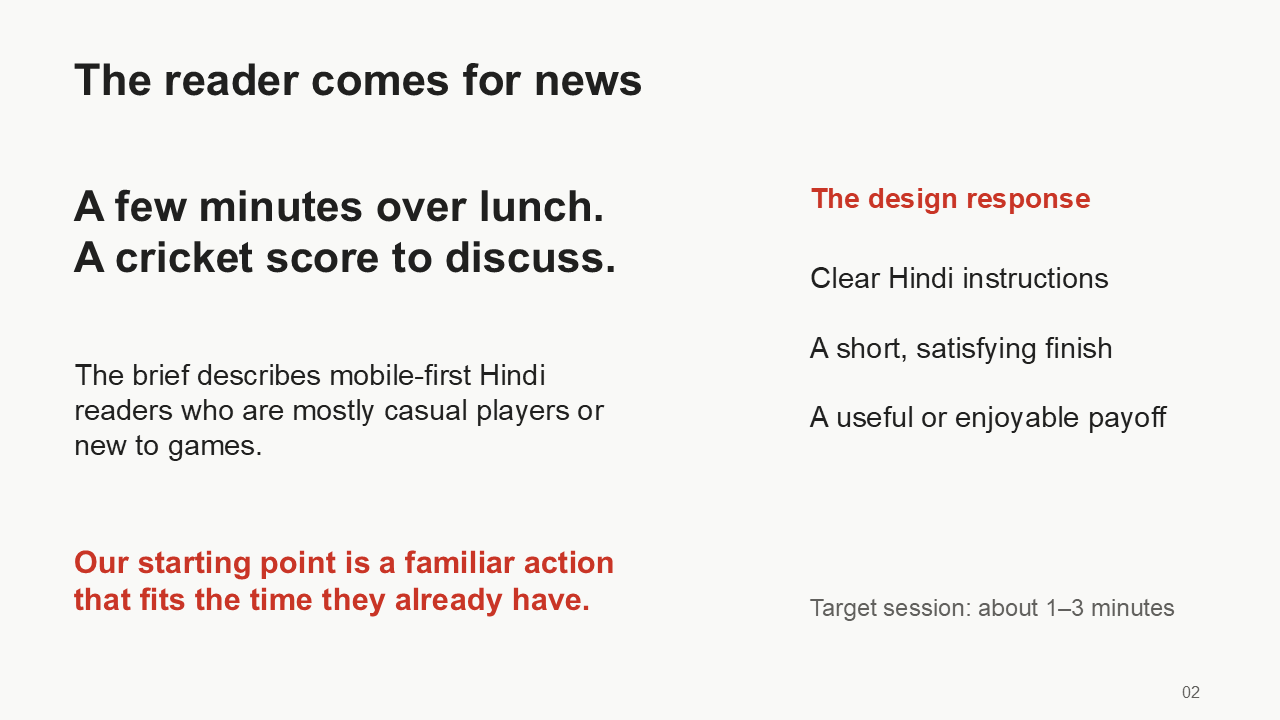 The reader comes for news
A few minutes over lunch.
A cricket score to discuss.
The brief describes mobile-first Hindi
readers who are mostly casual players or
new to games.
Our starting point is a familiar action
that fits the time they already have.
The design response
Clear Hindi instructions
A short, satisfying finish
A useful or enjoyable payoff
Target session: about 1–3 minutes
02